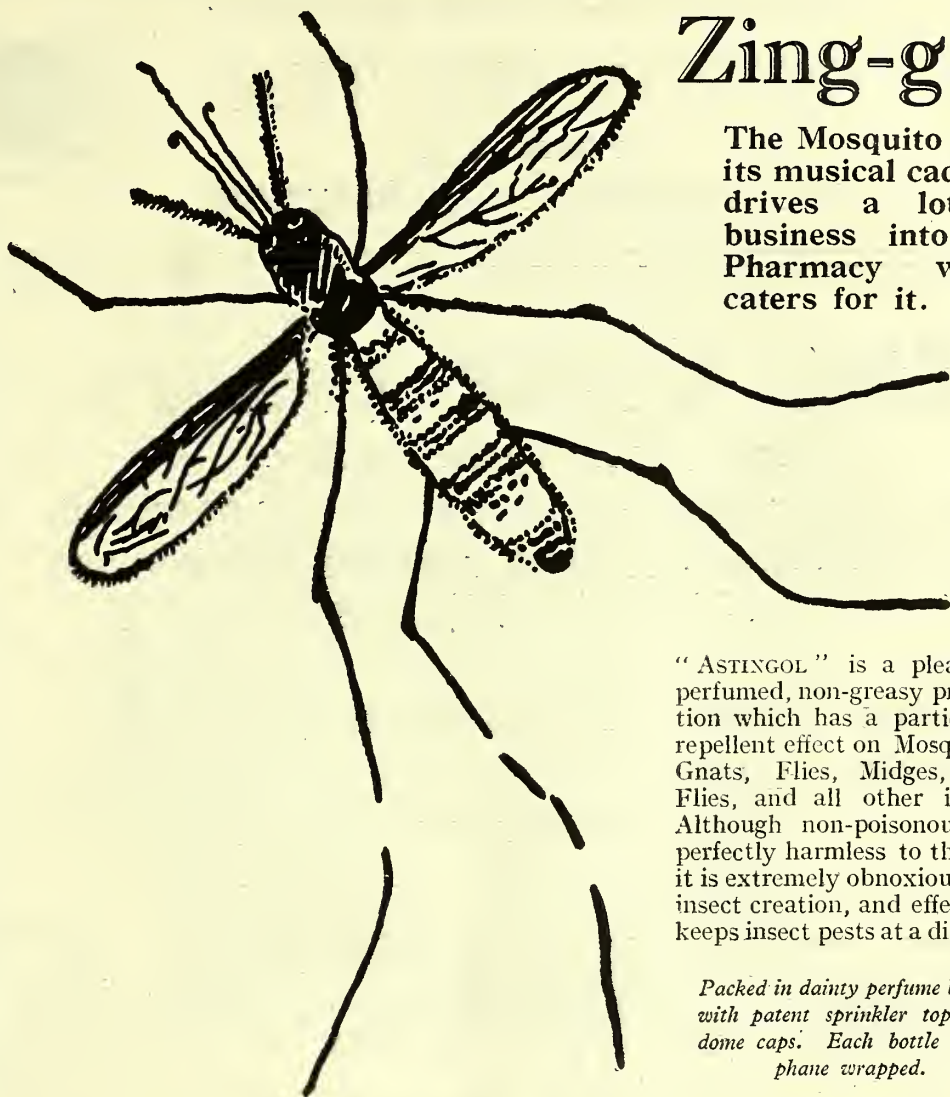 Zing-g
The Mosquito
its musical cad
drives a lot
business into
Pharmacy w
caters for it.
“ ASTINGOL ” is a plea
perfumed, non-greasy pr
tion which has a parti
repellent effect on Mosq
Gnats, Flies, Midges,
Flies, and all other i
Although non-poisonou
perfectly harmless to th
it is extremely obnoxiou
insect creation, and effe
keeps insect pests at a di
Packed in dainty perfume
with patent sprinkler top
dome caps. Each bottle
phane wrapped.